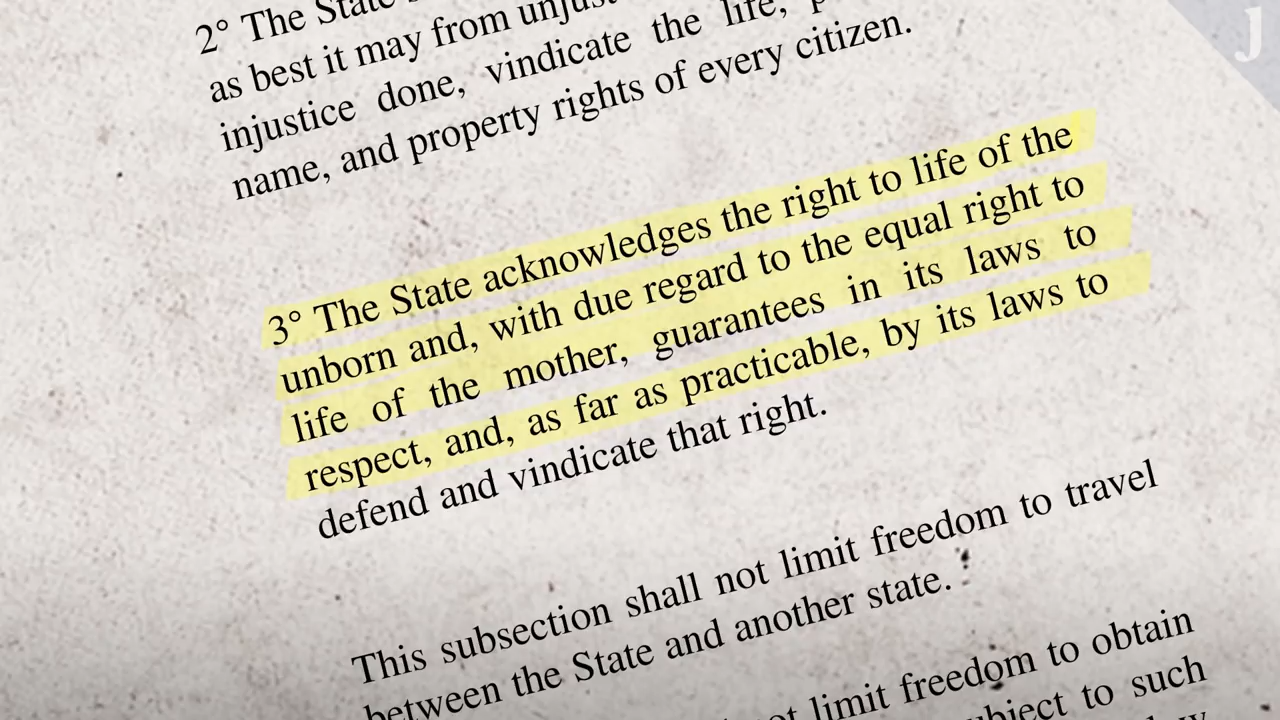 2° The State
as best it may from unjust
injustice done, vindicate the life,
name, and property rights of every citizen.
3° The State acknowledges the right to life of the
unborn and, with due regard to the equal right to
life of the mother, guarantees in its laws to
respect, and, as far as practicable, by its laws to
defend and vindicate that right.
This subsection shall not limit freedom to travel
between the State and another state.
limit freedom to obtain
to such
J